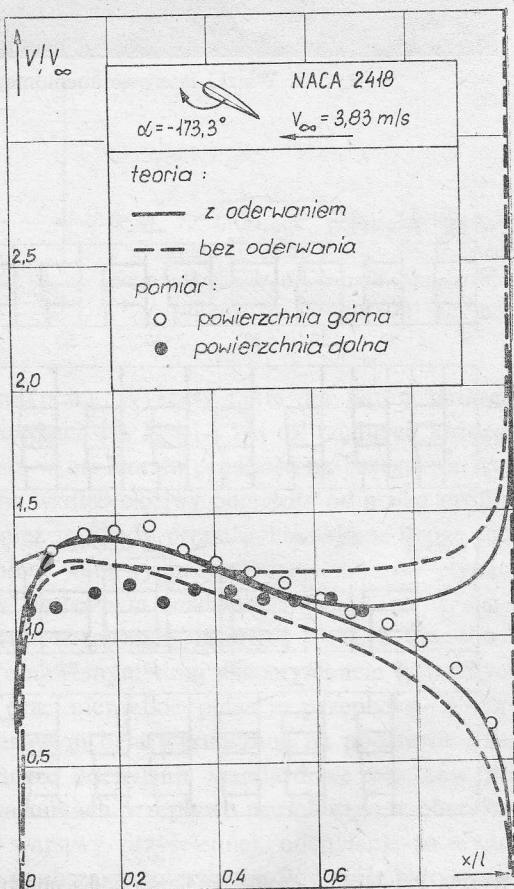 V/V∞
NACA 2418
α = -173,3°
V∞ = 3,83 m/s
teoria :
z oderwaniem
bez oderwania
pomiar :
powierzchnia górna
powierzchnia dolna
2,5
2,0
1,5
1,0
0,5
0
0,2
0,4
0,6
x/l